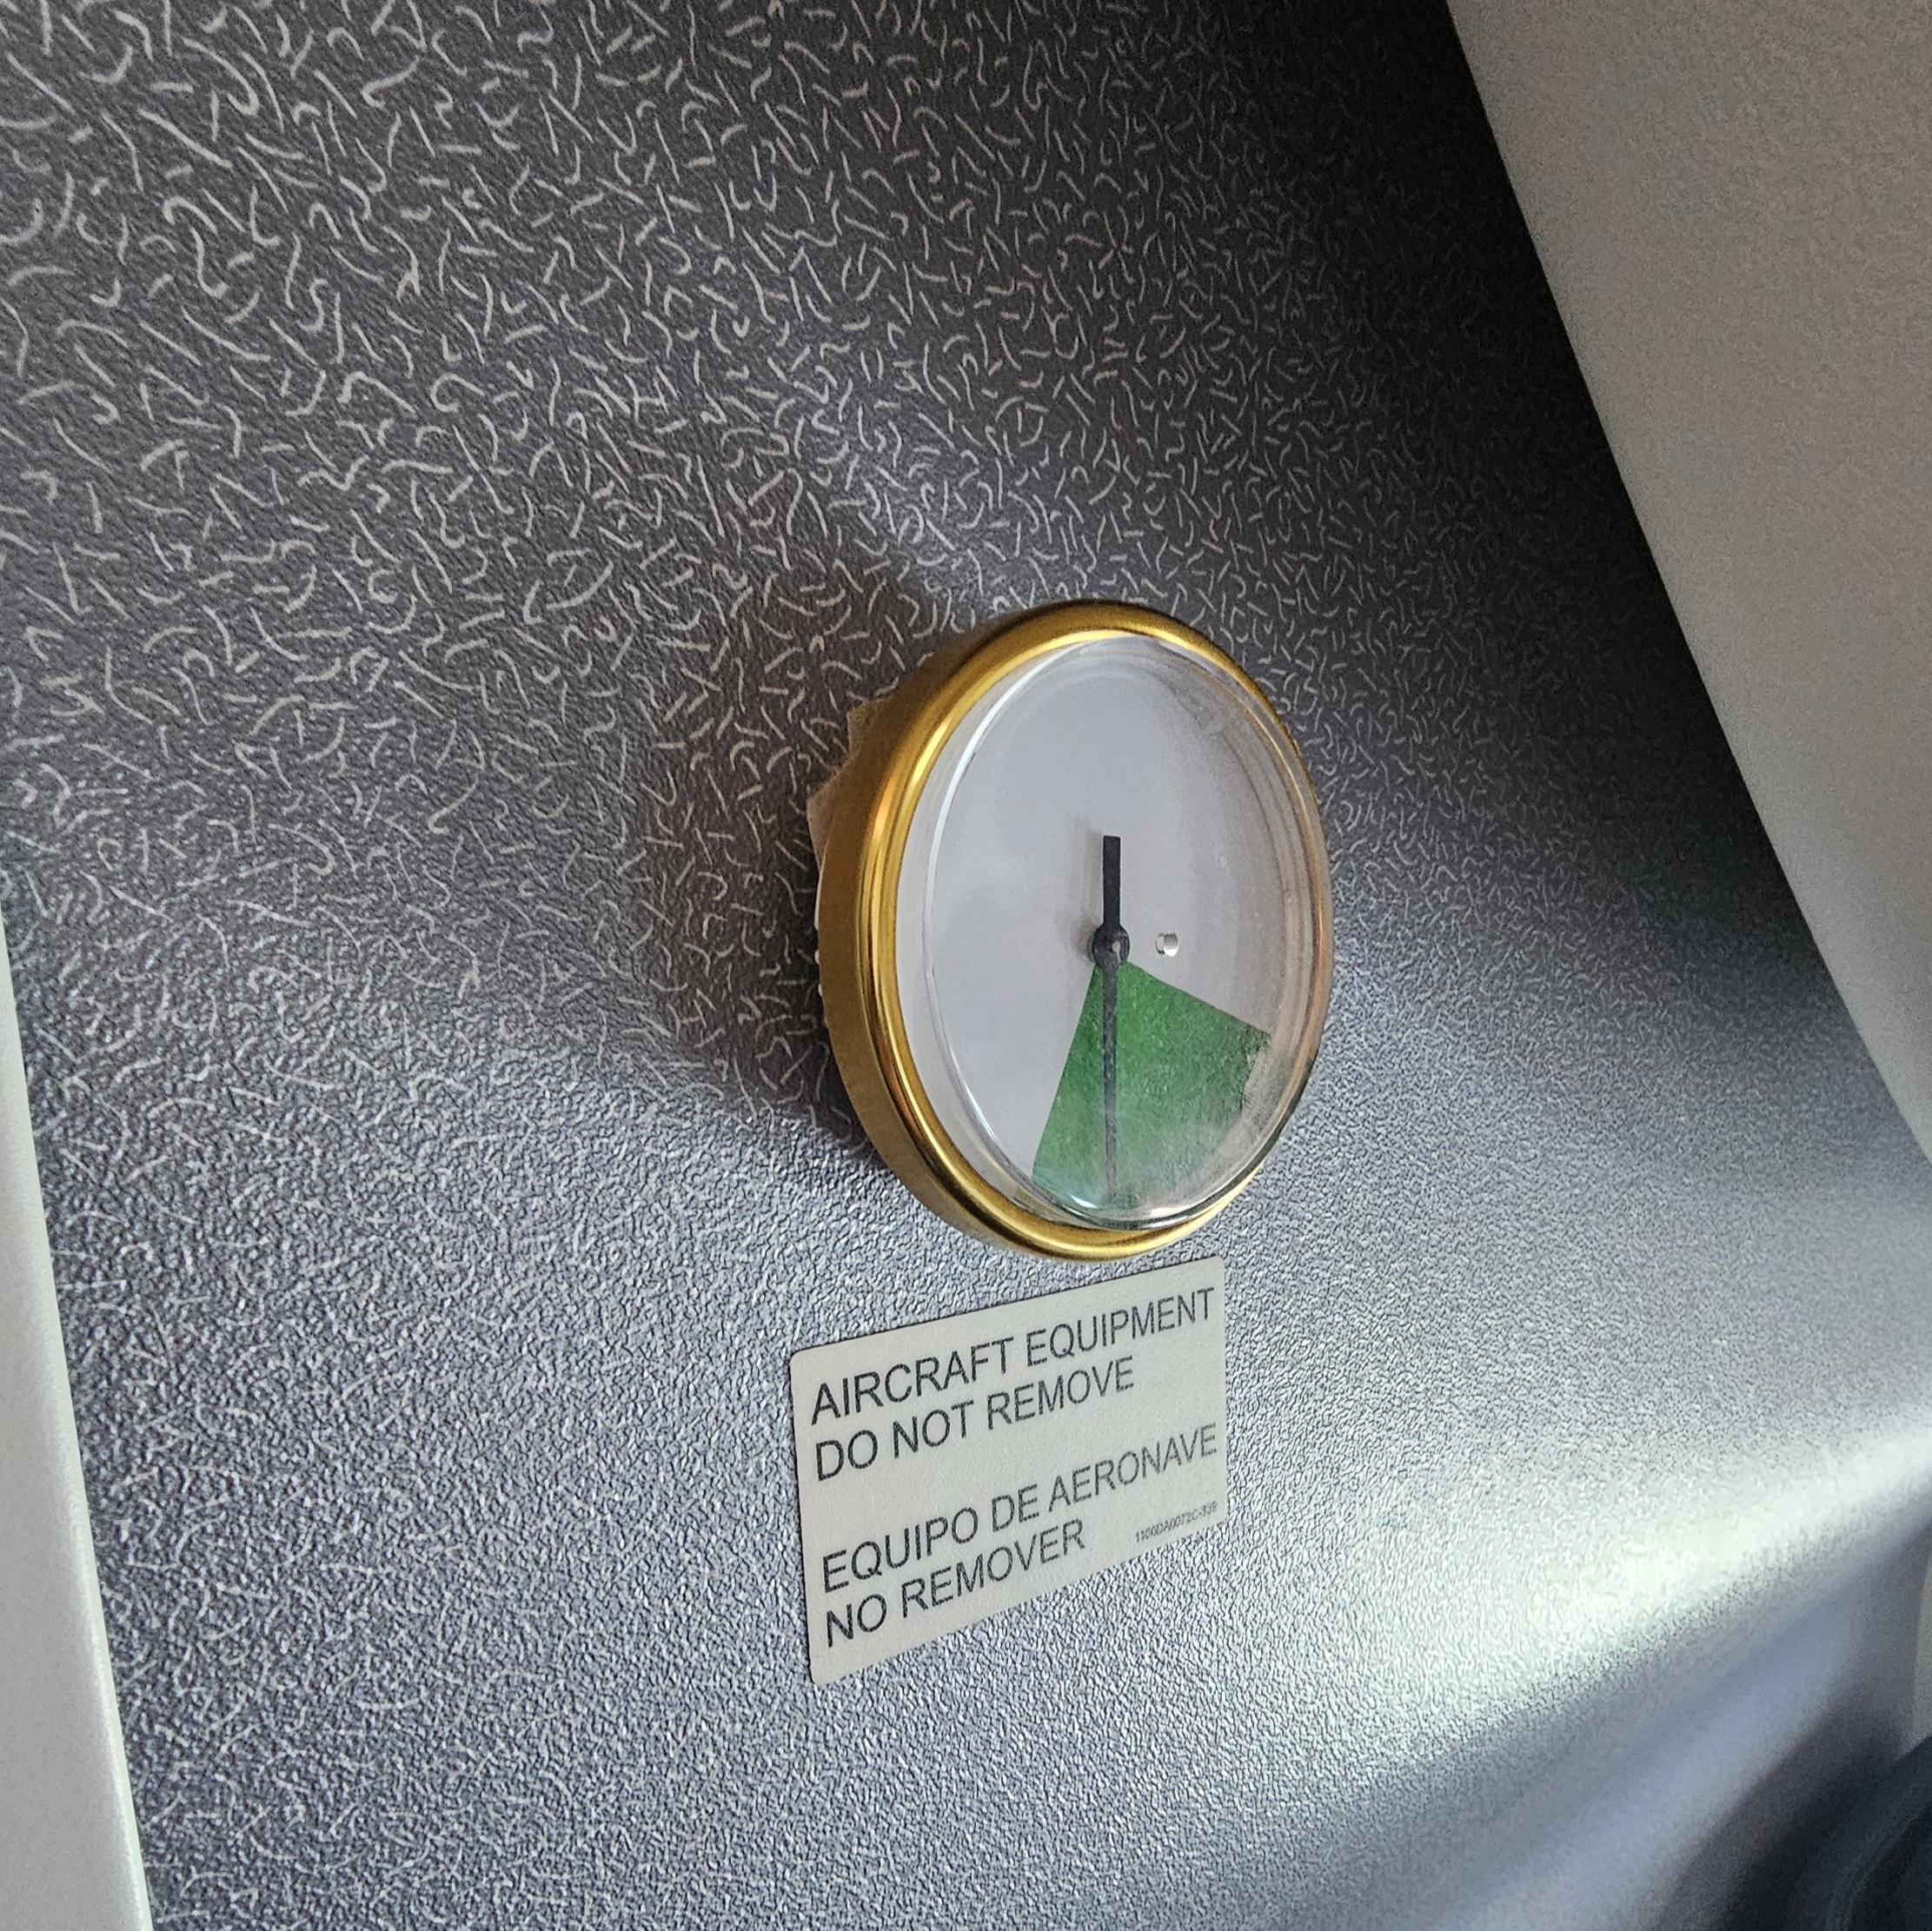 AIRCRAFT EQUIPMENT
DO NOT REMOVE
EQUIPO DE AERONAVE
NO REMOVER